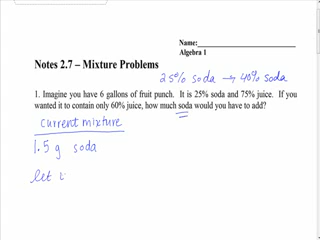 Name:
Algebra 1
Notes 2.7 – Mixture Problems
25% soda → 40% soda
1. Imagine you have 6 gallons of fruit punch. It is 25% soda and 75% juice. If you
wanted it to contain only 60% juice, how much soda would you have to add?
current mixture
1.5 g soda
let